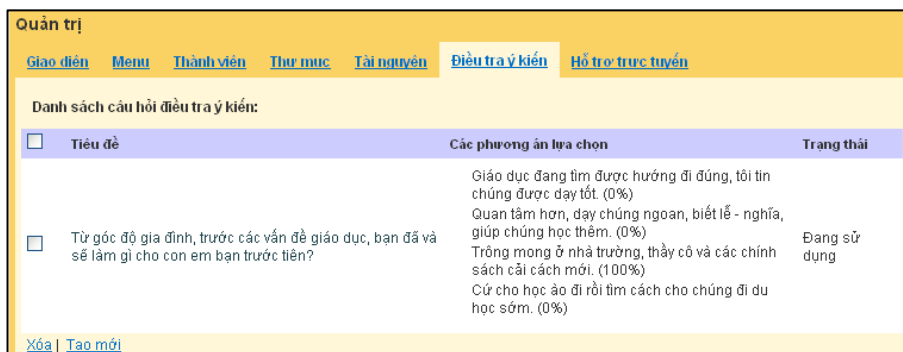 Quản trị
Giao diện Menu Thành viên Thư mục Tài nguyên Điều tra ý kiến Hỗ trợ trực tuyến
Danh sách câu hỏi điều tra ý kiến:
Tiêu đề Các phương án lựa chọn Trạng thái
Giáo dục đang tìm được hướng đi đúng, tôi tin
chúng được dạy tốt. (0%)
Quan tâm hơn, dạy chúng ngoan, biết lễ - nghĩa,
giúp chúng học thêm. (0%)
Từ góc độ gia đình, trước các vấn đề giáo dục, bạn đã và
sẽ làm gì cho con em bạn trước tiên?
Trông mong ở nhà trường, thầy cô và các chính
sách cải cách mới. (100%)
Cứ cho học ào đi rồi tìm cách cho chúng đi du
học sớm. (0%)
Đang sử
dụng
Xóa | Tạo mới